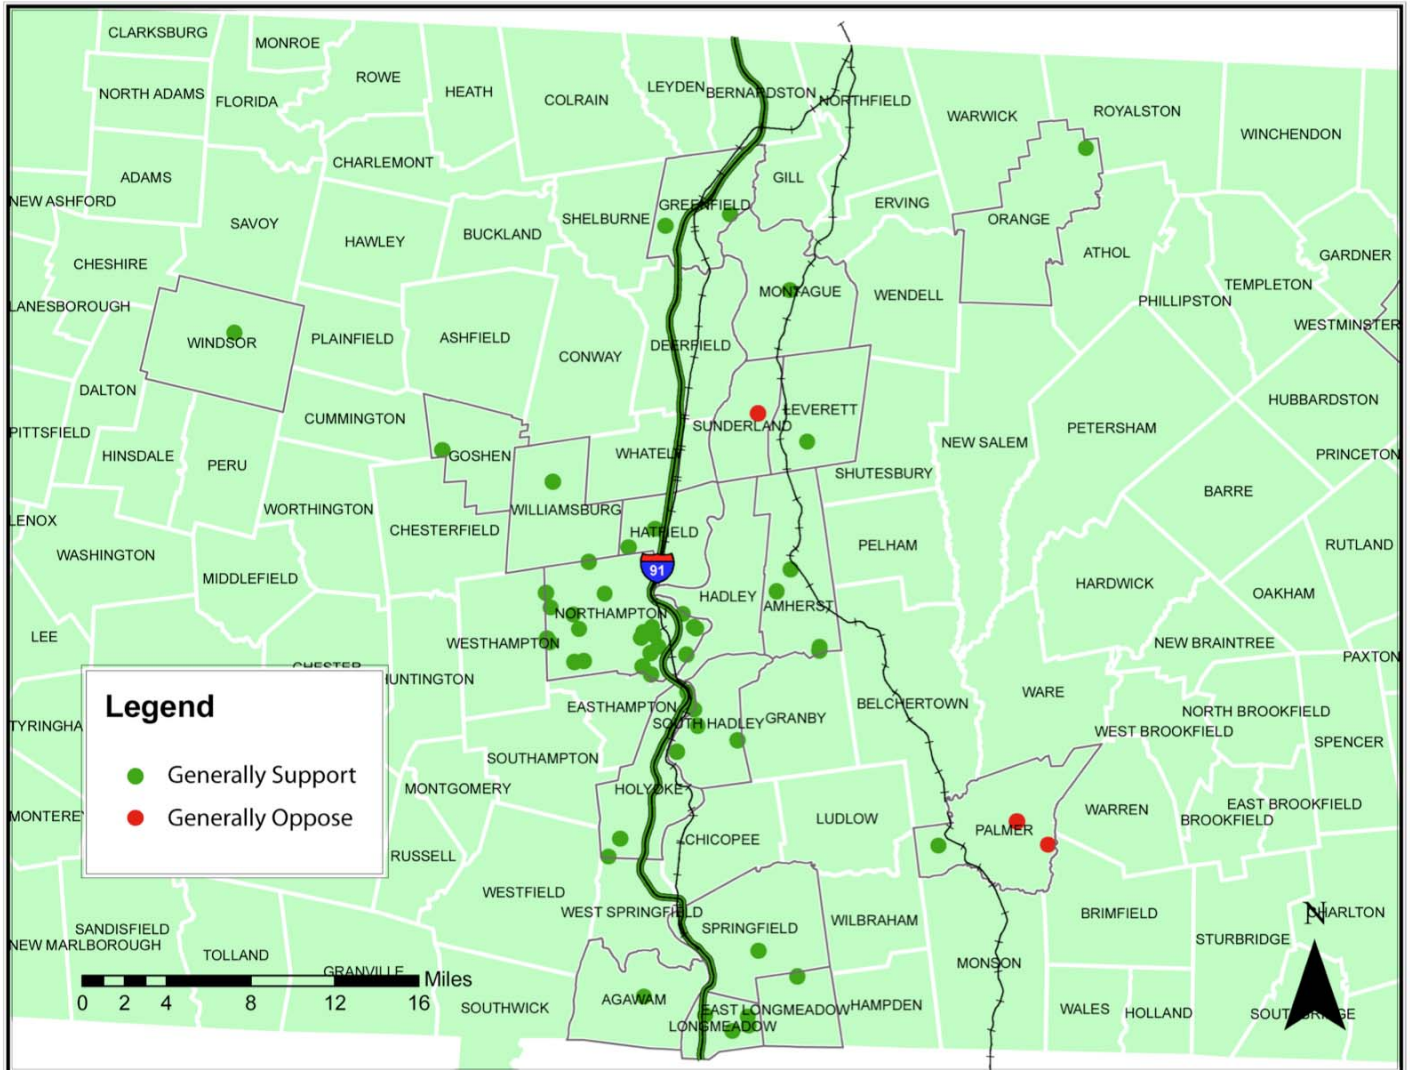 CLARKSBURG
MONROE
ROWE
HEATH
COLRAIN
LEYDEN
BERNARDSTON
NORTHFIELD
WARWICK
ROYALSTON
WINCHENDON
NORTH ADAMS
FLORIDA
CHARLEMONT
ADAMS
GILL
NEW ASHFORD
SAVOY
HAWLEY
BUCKLAND
SHELBURNE
GREENFIELD
ERVING
ORANGE
ATHOL
GARDNER
CHESHIRE
TEMPLETON
LANESBOROUGH
MONTAGUE
WENDELL
PHILLIPSTON
WESTMINSTER
WINDSOR
PLAINFIELD
ASHFIELD
CONWAY
DEERFIELD
DALTON
CUMMINGTON
SUNDERLAND
LEVERETT
HUBBARDSTON
PITTSFIELD
PETERSHAM
HINSDALE
PERU
GOSHEN
WHATELY
NEW SALEM
PRINCETON
SHUTESBURY
BARRE
WORTHINGTON
WILLIAMSBURG
LENOX
CHESTERFIELD
HATFIELD
WASHINGTON
PELHAM
RUTLAND
91
MIDDLEFIELD
HADLEY
AMHERST
HARDWICK
OAKHAM
NORTHAMPTON
LEE
WESTHAMPTON
NEW BRAINTREE
PAXTON
CHESTER
HUNTINGTON
WARE
EASTHAMPTON
BELCHERTOWN
Legend
TYRINGHA
SOUTH HADLEY
GRANBY
NORTH BROOKFIELD
WEST BROOKFIELD
SPENCER
SOUTHAMPTON
Generally Support
MONTGOMERY
HOLYOKE
MONTEREY
Generally Oppose
LUDLOW
PALMER
WARREN
EAST BROOKFIELD
BROOKFIELD
CHICOPEE
RUSSELL
WESTFIELD
WEST SPRINGFIELD
WILBRAHAM
BRIMFIELD
N
CHARLTON
SANDISFIELD
SPRINGFIELD
STURBRIDGE
NEW MARLBOROUGH
TOLLAND
GRANVILLE
MONSON
Miles
0 2 4 8 12 16
SOUTHWICK
AGAWAM
EAST LONGMEADOW
HAMPDEN
WALES
HOLLAND
LONGMEADOW